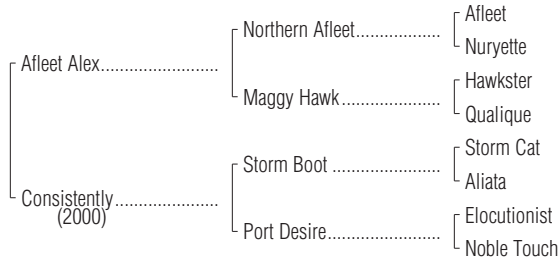 Afleet
Northern Afleet..................
Nuryette
Afleet Alex.........................
Hawkster
Maggy Hawk.....................
Qualique
Storm Cat
Storm Boot .......................
Aliata
Consistently......................
(2000)
Elocutionist
Port Desire........................
Noble Touch